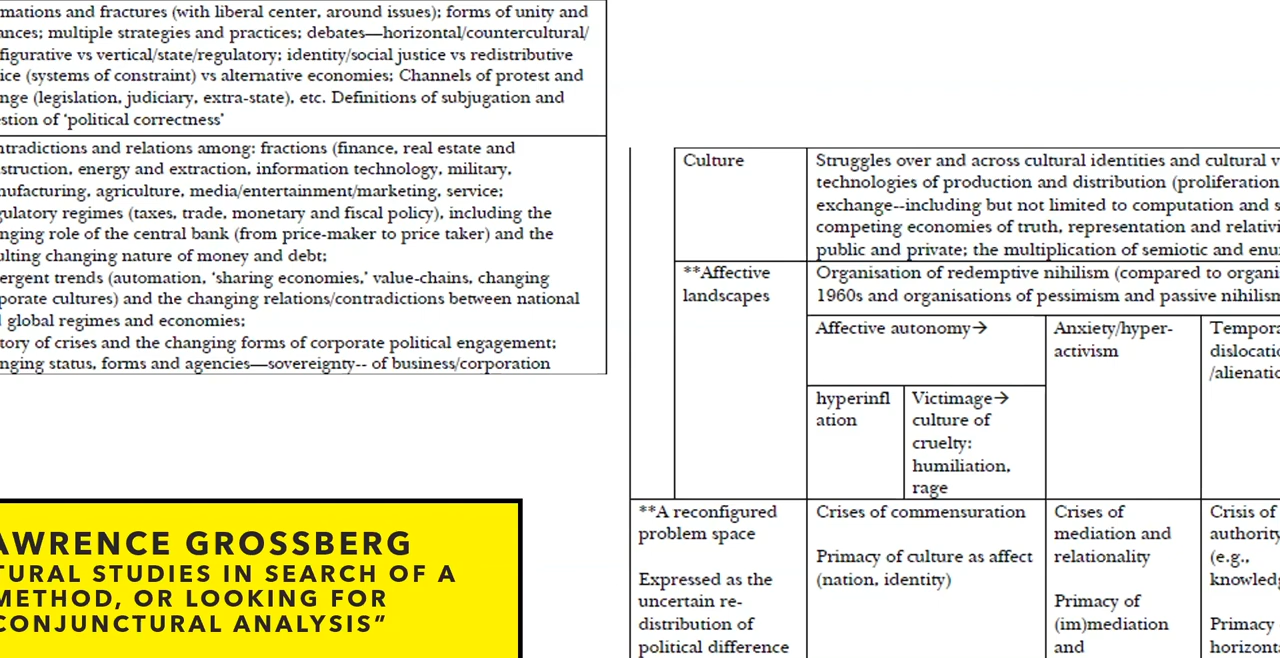 mations and fractures (with liberal center, around issues); forms of unity and
ances; multiple strategies and practices; debates—horizontal/countercultural/
figurative vs vertical/state/regulatory; identity/social justice vs redistributive
ice (systems of constraint) vs alternative economies; Channels of protest and
nge (legislation, judiciary, extra-state), etc. Definitions of subjugation and
estion of ‘political correctness’
ntradictions and relations among: fractions (finance, real estate and
struction, energy and extraction, information technology, military,
nufacturing, agriculture, media/entertainment/marketing, service;
gulatory regimes (taxes, trade, monetary and fiscal policy), including the
nging role of the central bank (from price-maker to price taker) and the
ulting changing nature of money and debt;
ergent trends (automation, ‘sharing economies,’ value-chains, changing
porate cultures) and the changing relations/contradictions between national
global regimes and economies;
tory of crises and the changing forms of corporate political engagement;
nging status, forms and agencies—sovereignty-- of business/corporation
AWRENCE GROSSBERG
TURAL STUDIES IN SEARCH OF A
METHOD, OR LOOKING FOR
CONJUNCTURAL ANALYSIS”
Culture
Struggles over and across cultural identities and cultural v
technologies of production and distribution (proliferation
exchange--including but not limited to computation and s
competing economies of truth, representation and relativi
public and private; the multiplication of semiotic and enu
**Affective
landscapes
Organisation of redemptive nihilism (compared to organi
1960s and organisations of pessimism and passive nihilism
Affective autonomy→
Anxiety/hyper-
activism
Tempora
dislocatio
/alienatio
hyperinfl
ation
Victimage→
culture of
cruelty:
humiliation,
rage
**A reconfigured
problem space
Expressed as the
uncertain re-
distribution of
political difference
Crises of commensuration
Primacy of culture as affect
(nation, identity)
Crises of
mediation and
relationality
Primacy of
(im)mediation
and
Crisis of
authority
(e.g.,
knowledg
Primacy
horizont